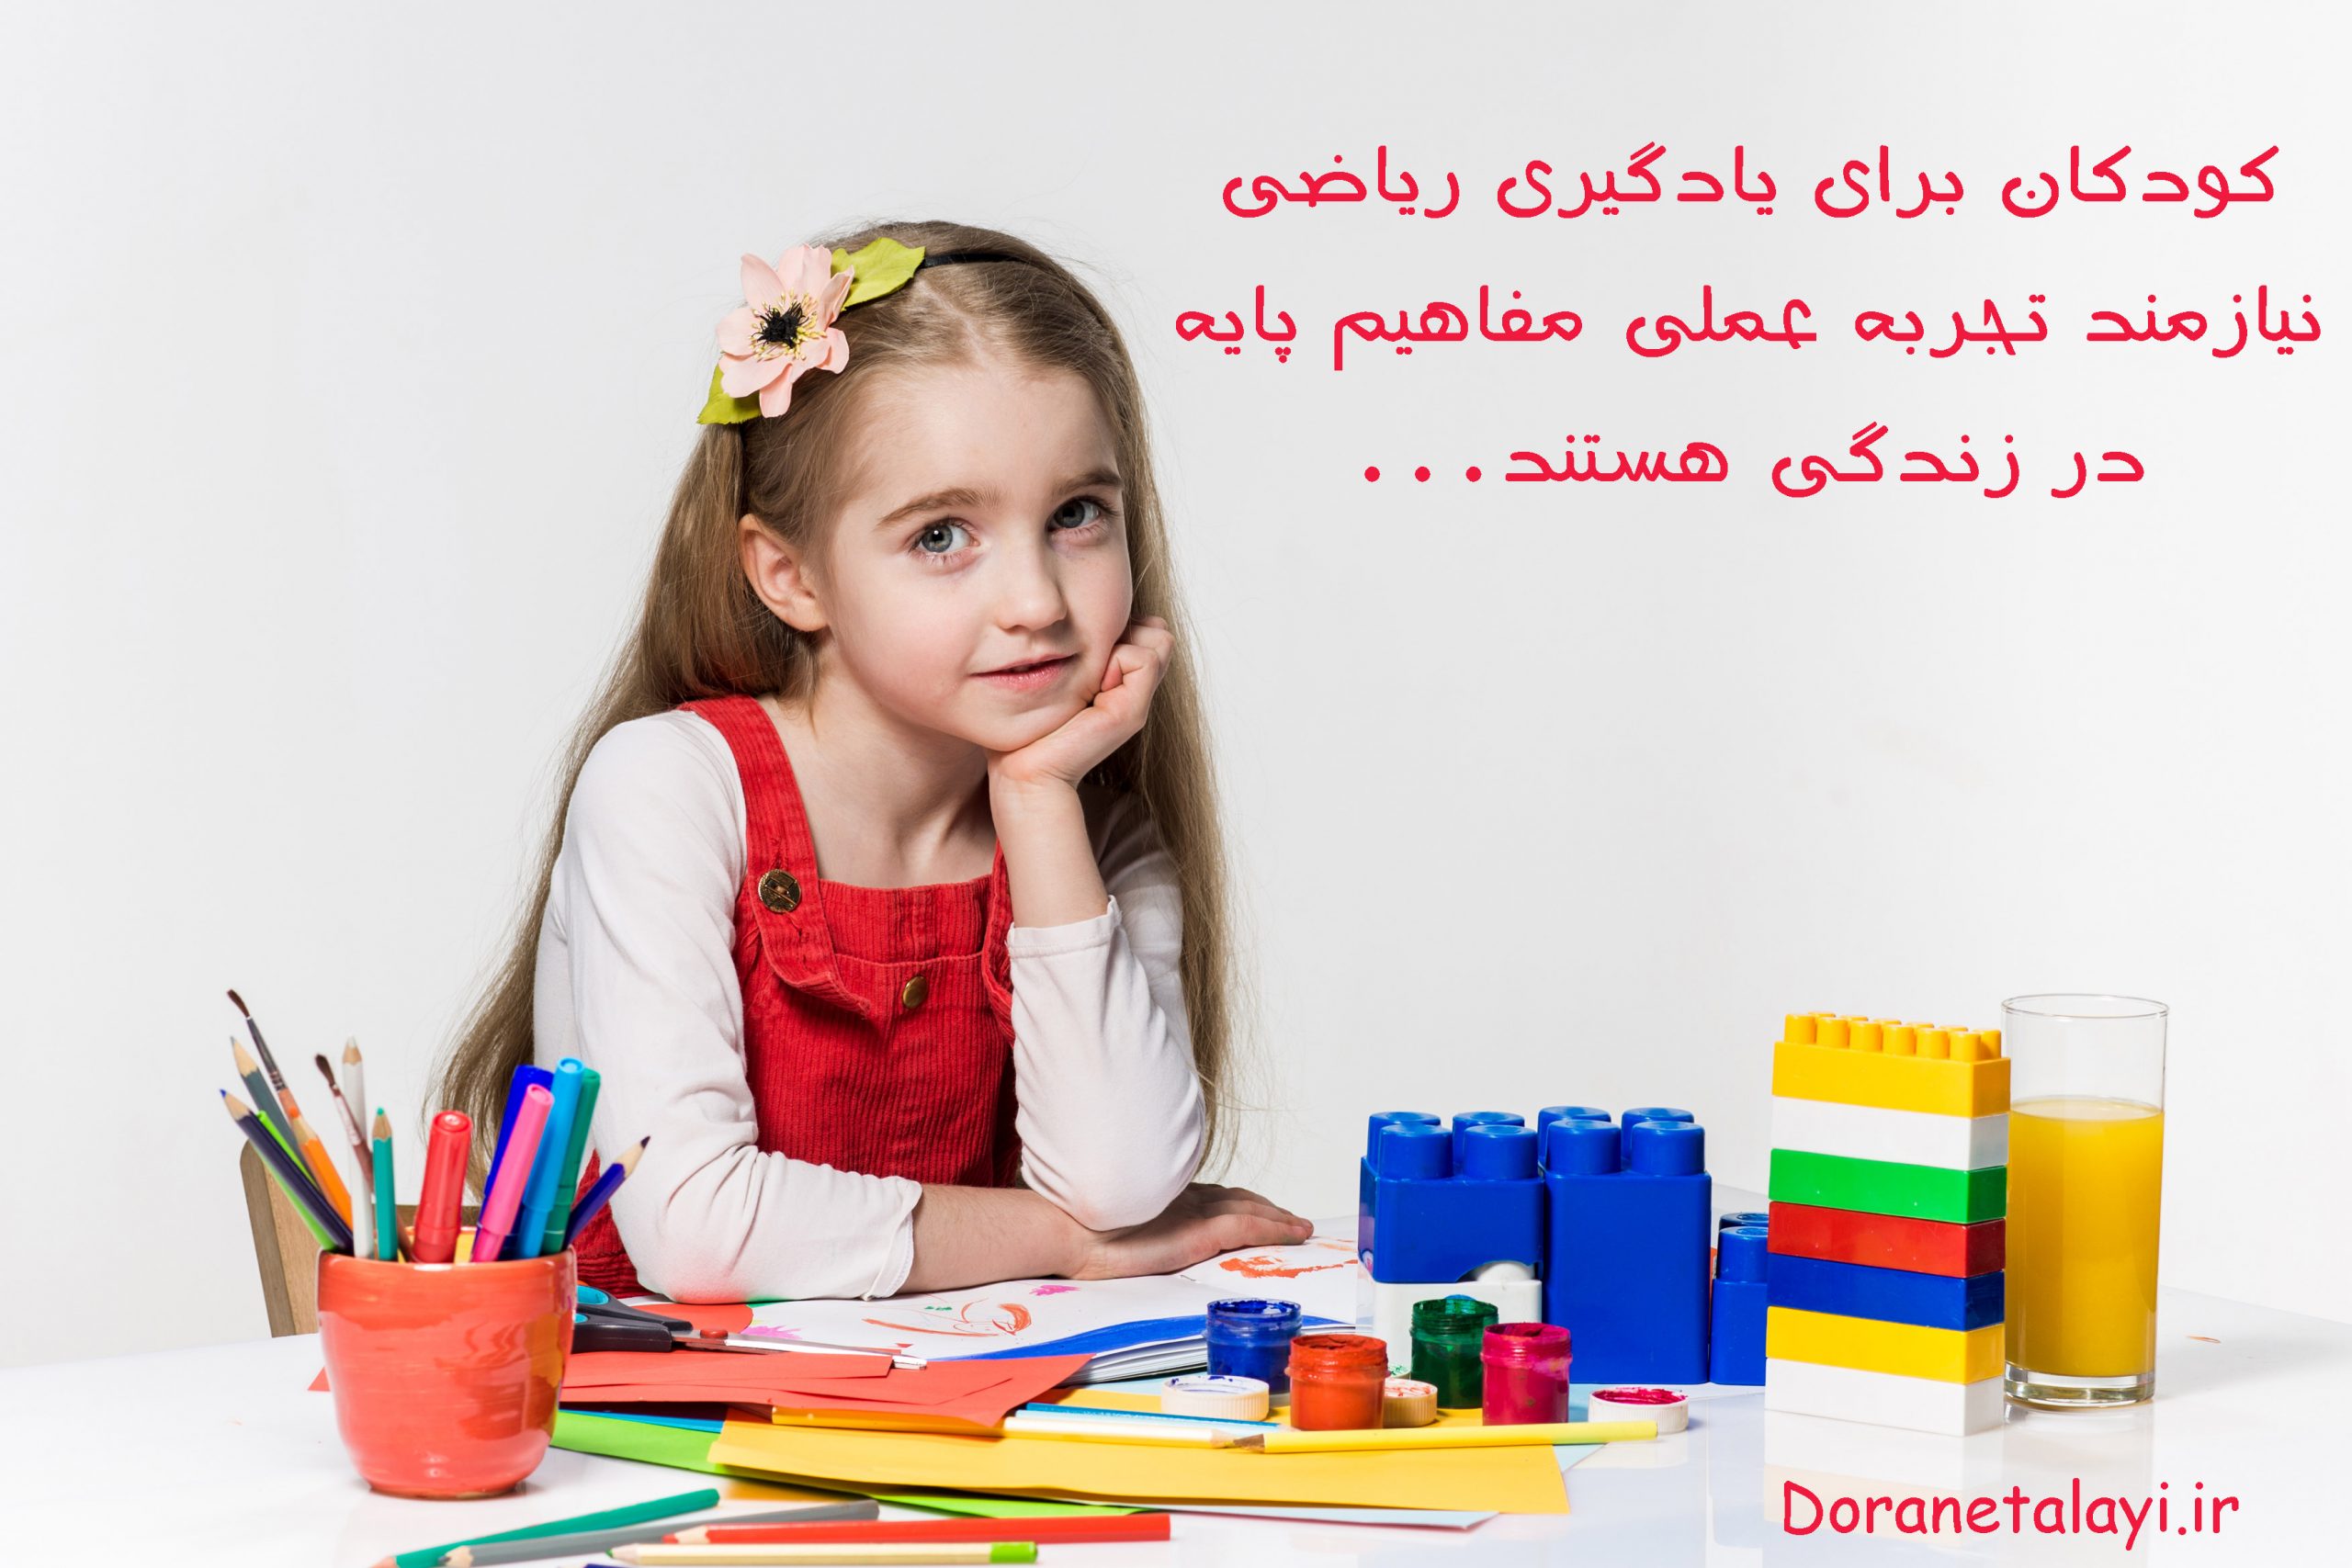 کودکان برای یادگیری ریاضی
نیازمند تجربه عملی مفاهیم پایه
در زندگی هستند...
Doranetalayi.ir